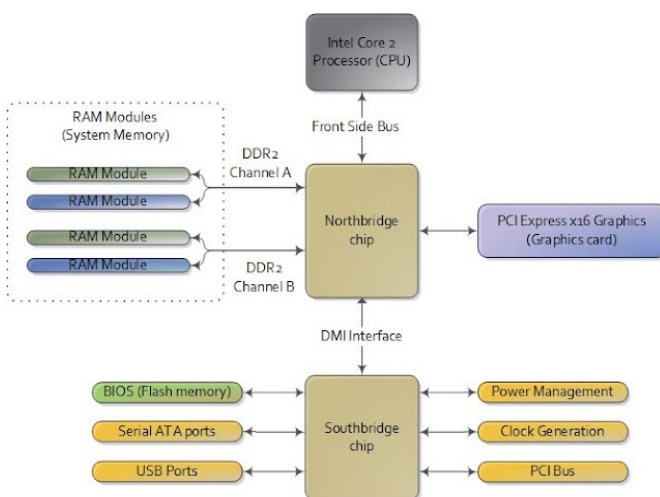 Intel Core 2
Processor (CPU)
Front Side Bus
RAM Modules
(System Memory)
RAM Module
RAM Module
RAM Module
RAM Module
DDR2
Channel A
DDR2
Channel B
Northbridge
chip
PCI Express x16 Graphics
(Graphics card)
DMI Interface
Southbridge
chip
BIOS (Flash memory)
Serial ATA ports
USB Ports
Power Management
Clock Generation
PCI Bus